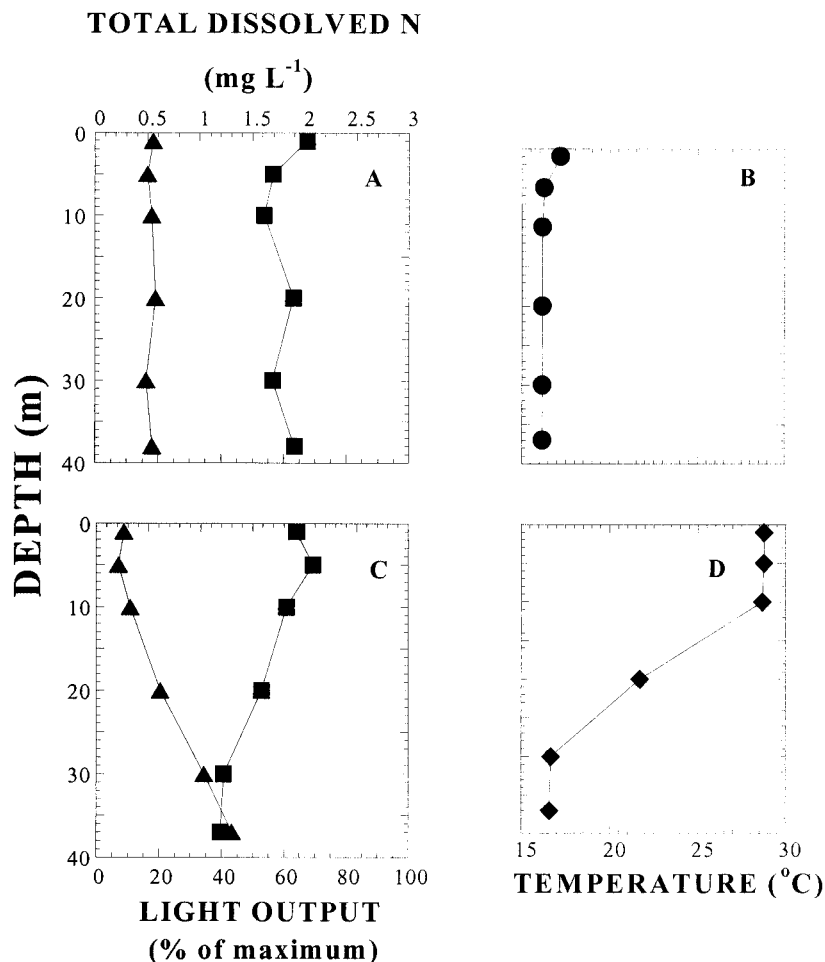 TOTAL DISSOLVED N
(mg L-1)
0 0.5 1 1.5 2 2.5 3
0
10
20
30
40
A
B
DEPTH (m)
0
10
20
30
40
C
D
0 20 40 60 80 100
15 20 25 30
LIGHT OUTPUT
(% of maximum)
TEMPERATURE (°C)